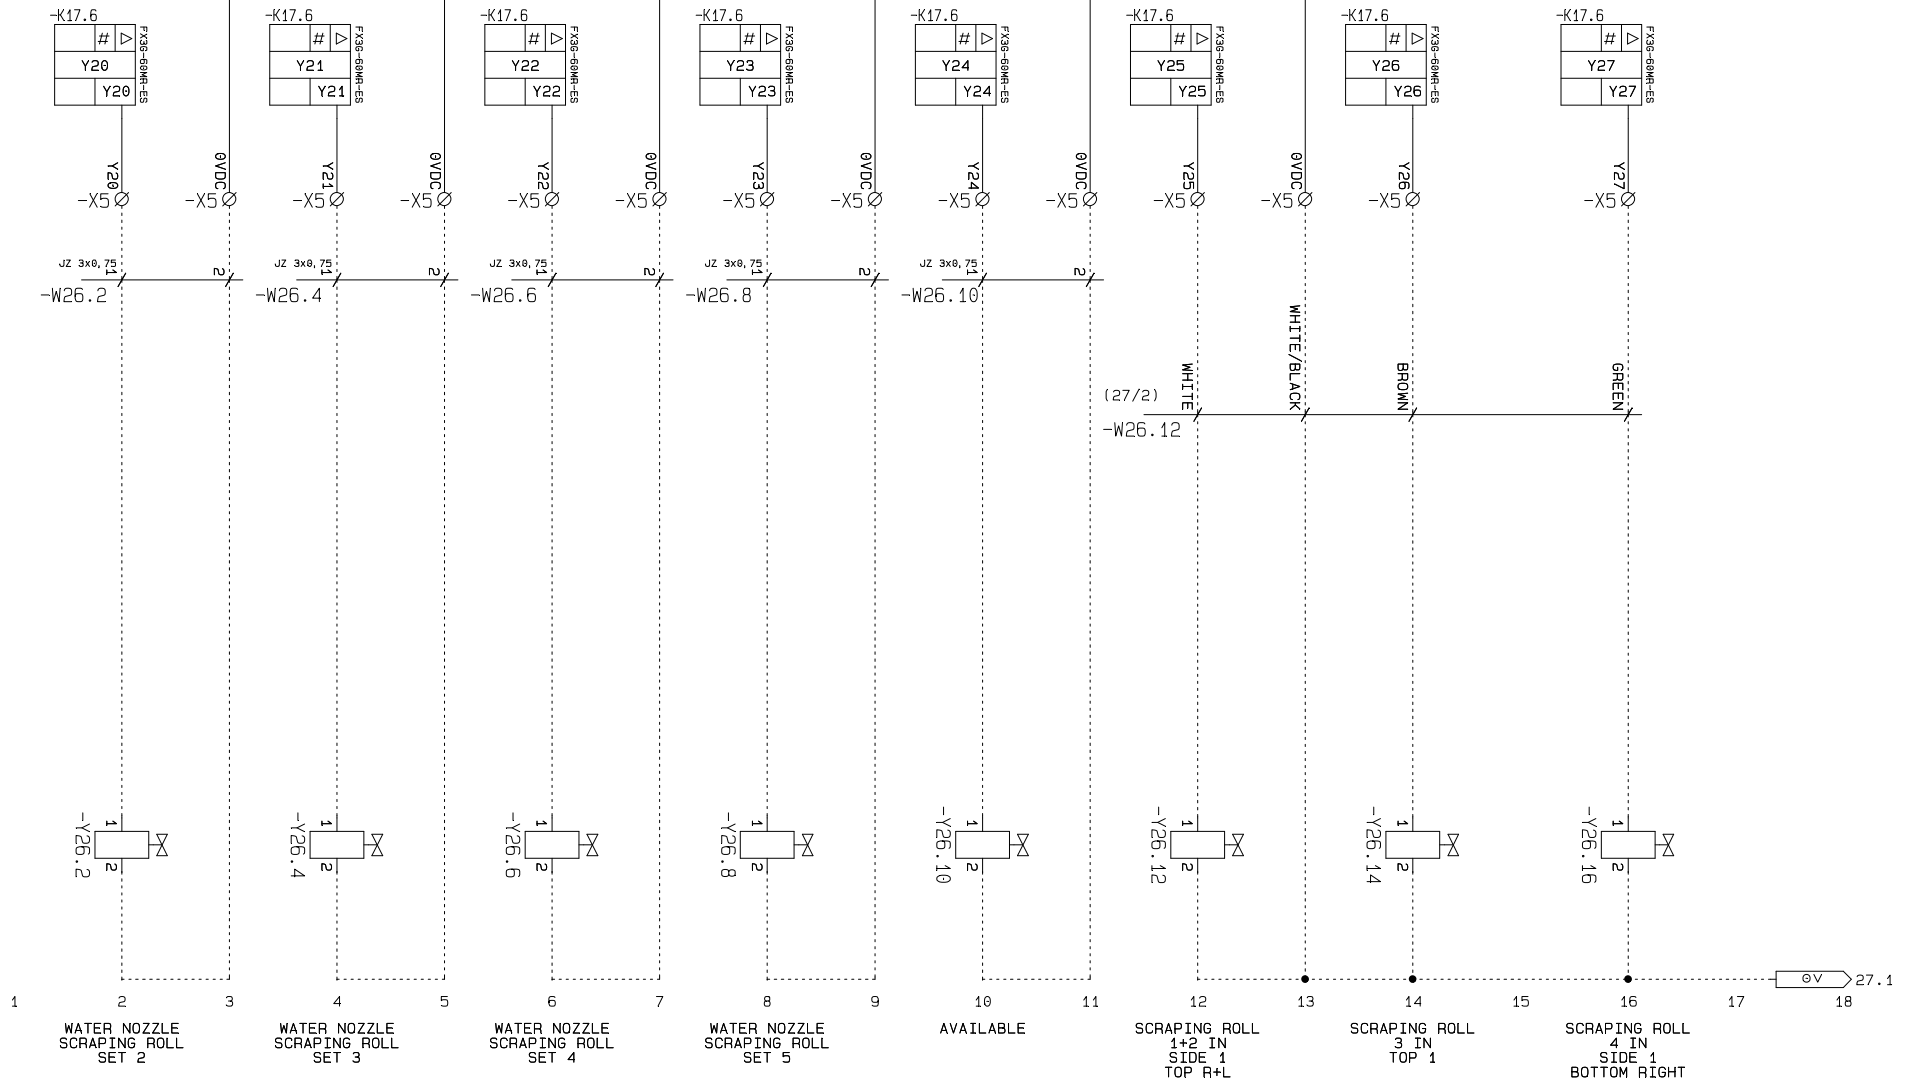 -K17.6 -K17.6 -K17.6 -K17.6 -K17.6 -K17.6 -K17.6 -K17.6
# # # # # # # #
FX3G-60MR-ES FX3G-60MR-ES FX3G-60MR-ES FX3G-60MR-ES FX3G-60MR-ES FX3G-60MR-ES FX3G-60MR-ES FX3G-60MR-ES
Y20 Y21 Y22 Y23 Y24 Y25 Y26 Y27
Y20 Y21 Y22 Y23 Y24 Y25 Y26 Y27
Y20 0VDC Y21 0VDC Y22 0VDC Y23 0VDC Y24 0VDC Y25 0VDC Y26 Y27
-X5 -X5 -X5 -X5 -X5 -X5 -X5 -X5 -X5 -X5 -X5 -X5 -X5 -X5
JZ 3x0,75 1 2 JZ 3x0,75 1 2 JZ 3x0,75 1 2 JZ 3x0,75 1 2 JZ 3x0,75 1 2
-W26.2 -W26.4 -W26.6 -W26.8 -W26.10
(27/2) WHITE WHITE/BLACK BROWN GREEN
-W26.12
1 1 1 1 1 1 1 1
-Y26.2 -Y26.4 -Y26.6 -Y26.8 -Y26.10 -Y26.12 -Y26.14 -Y26.16
2 2 2 2 2 2 2 2
0V 27.1
1 2 3 4 5 6 7 8 9 10 11 12 13 14 15 16 17 18
WATER NOZZLE
SCRAPING ROLL
SET 2
WATER NOZZLE
SCRAPING ROLL
SET 3
WATER NOZZLE
SCRAPING ROLL
SET 4
WATER NOZZLE
SCRAPING ROLL
SET 5
AVAILABLE
SCRAPING ROLL
1+2 IN
SIDE 1
TOP R+L
SCRAPING ROLL
3 IN
TOP 1
SCRAPING ROLL
4 IN
SIDE 1
BOTTOM RIGHT